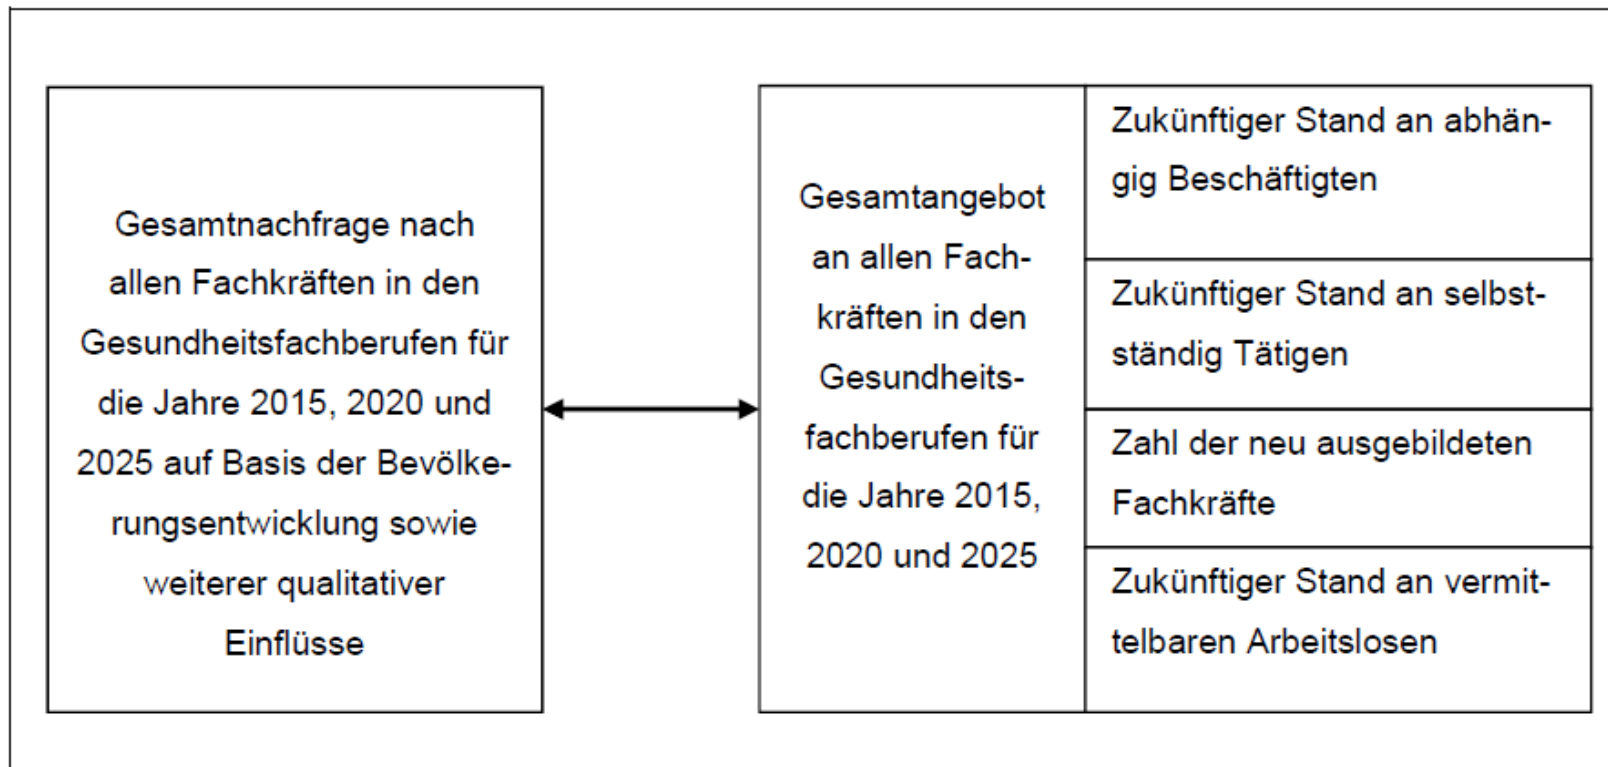 Gesamtnachfrage nach
allen Fachkräften in den
Gesundheitsfachberufen für
die Jahre 2015, 2020 und
2025 auf Basis der Bevölke-
rungsentwicklung sowie
weiterer qualitativer
Einflüsse
Gesamtangebot
an allen Fach-
kräften in den
Gesundheits-
fachberufen für
die Jahre 2015,
2020 und 2025
Zukünftiger Stand an abhän-
gig Beschäftigten
Zukünftiger Stand an selbst-
ständig Tätigen
Zahl der neu ausgebildeten
Fachkräfte
Zukünftiger Stand an vermit-
telbaren Arbeitslosen